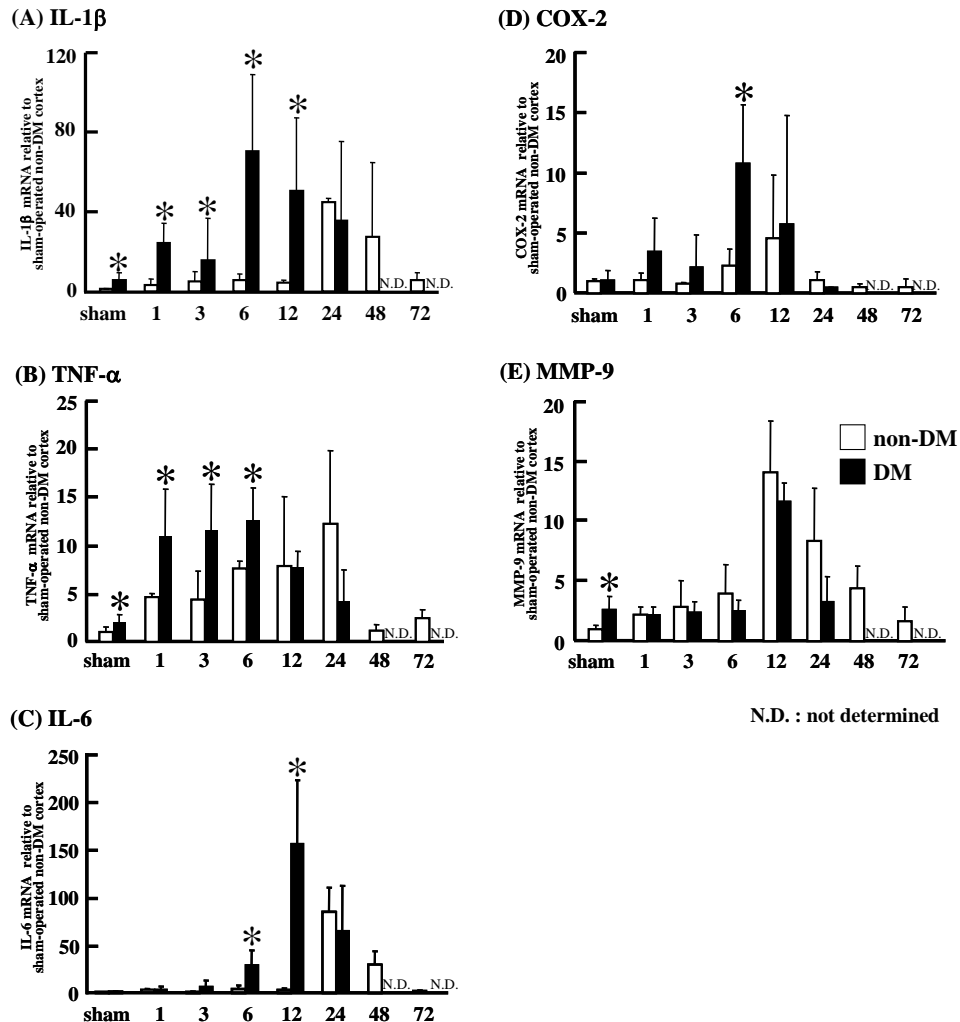 (A) IL-1β
IL-1β mRNA relative to
sham-operated non-DM cortex
120
80
40
0
* * * * *
N.D. N.D.
sham 1 3 6 12 24 48 72
(B) TNF-α
TNF-α mRNA relative to
sham-operated non-DM cortex
25
20
15
10
5
0
* * * *
N.D. N.D.
sham 1 3 6 12 24 48 72
(C) IL-6
IL-6 mRNA relative to
sham-operated non-DM cortex
250
200
150
100
50
0
* *
N.D. N.D.
sham 1 3 6 12 24 48 72
(D) COX-2
COX-2 mRNA relative to
sham-operated non-DM cortex
20
15
10
5
0
*
N.D. N.D.
sham 1 3 6 12 24 48 72
(E) MMP-9
MMP-9 mRNA relative to
sham-operated non-DM cortex
20
15
10
5
0
*
N.D. N.D.
sham 1 3 6 12 24 48 72
non-DM
DM
N.D. : not determined